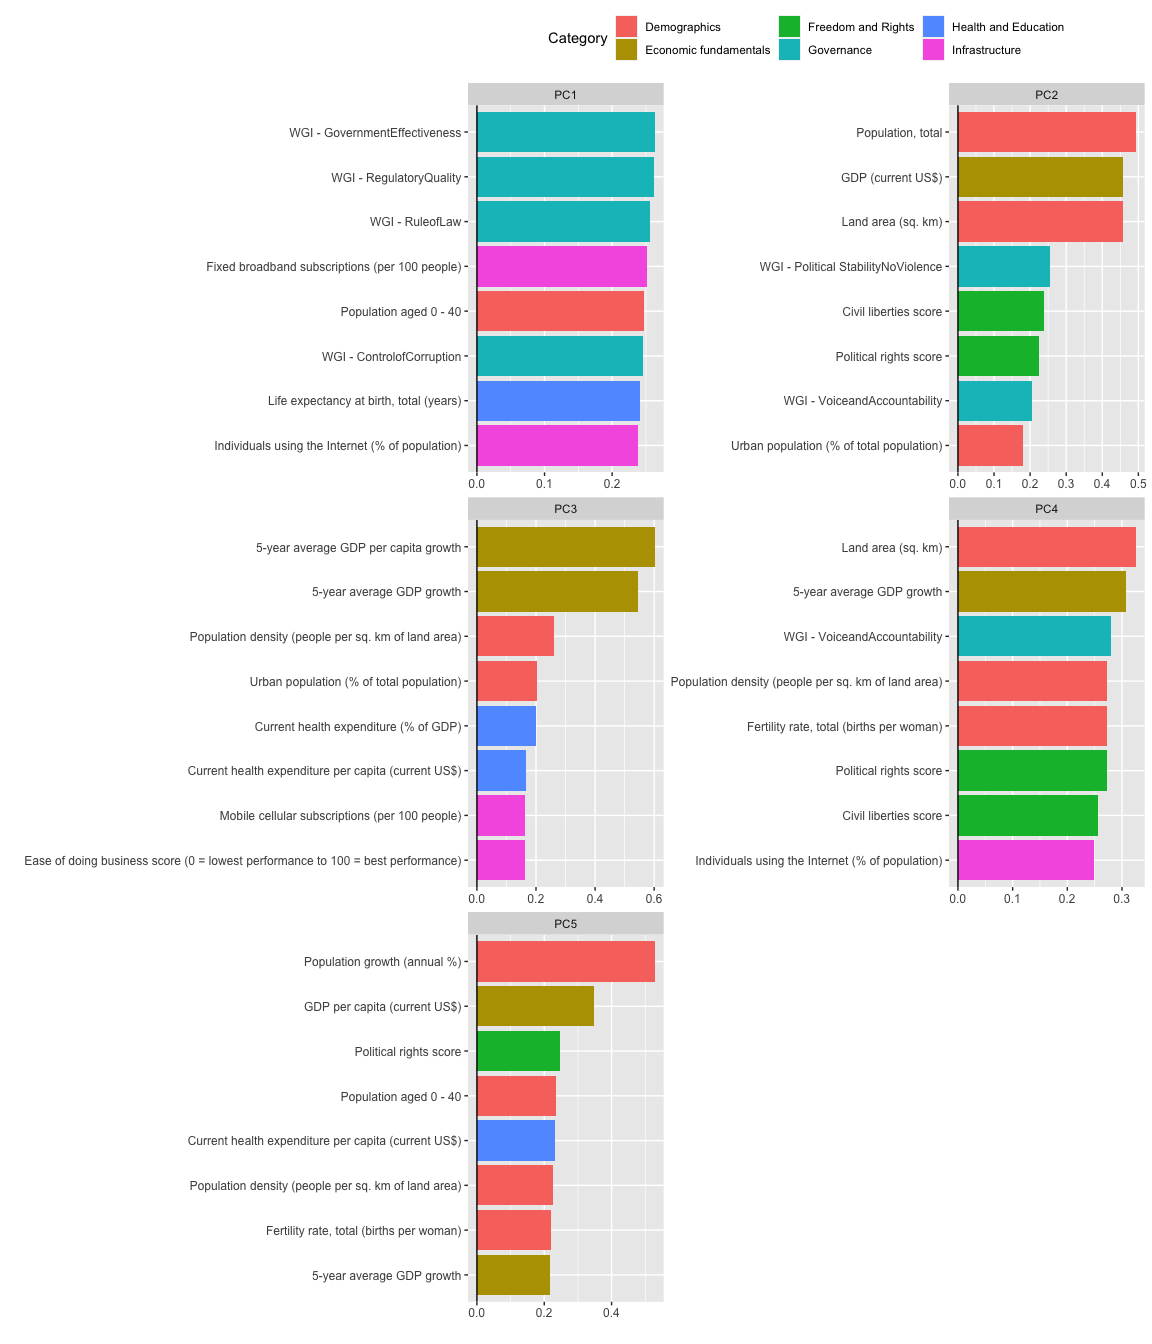 Category
Demographics
Freedom and Rights
Health and Education
Economic fundamentals
Governance
Infrastructure
PC1
WGI - GovernmentEffectiveness
WGI - RegulatoryQuality
WGI - RuleofLaw
Fixed broadband subscriptions (per 100 people)
Population aged 0 - 40
WGI - ControlofCorruption
Life expectancy at birth, total (years)
Individuals using the Internet (% of population)
0.0 0.1 0.2
PC2
Population, total
GDP (current US$)
Land area (sq. km)
WGI - Political StabilityNoViolence
Civil liberties score
Political rights score
WGI - VoiceandAccountability
Urban population (% of total population)
0.0 0.1 0.2 0.3 0.4 0.5
PC3
5-year average GDP per capita growth
5-year average GDP growth
Population density (people per sq. km of land area)
Urban population (% of total population)
Current health expenditure (% of GDP)
Current health expenditure per capita (current US$)
Mobile cellular subscriptions (per 100 people)
Ease of doing business score (0 = lowest performance to 100 = best performance)
0.0 0.2 0.4 0.6
PC4
Land area (sq. km)
5-year average GDP growth
WGI - VoiceandAccountability
Population density (people per sq. km of land area)
Fertility rate, total (births per woman)
Political rights score
Civil liberties score
Individuals using the Internet (% of population)
0.0 0.1 0.2 0.3
PC5
Population growth (annual %)
GDP per capita (current US$)
Political rights score
Population aged 0 - 40
Current health expenditure per capita (current US$)
Population density (people per sq. km of land area)
Fertility rate, total (births per woman)
5-year average GDP growth
0.0 0.2 0.4